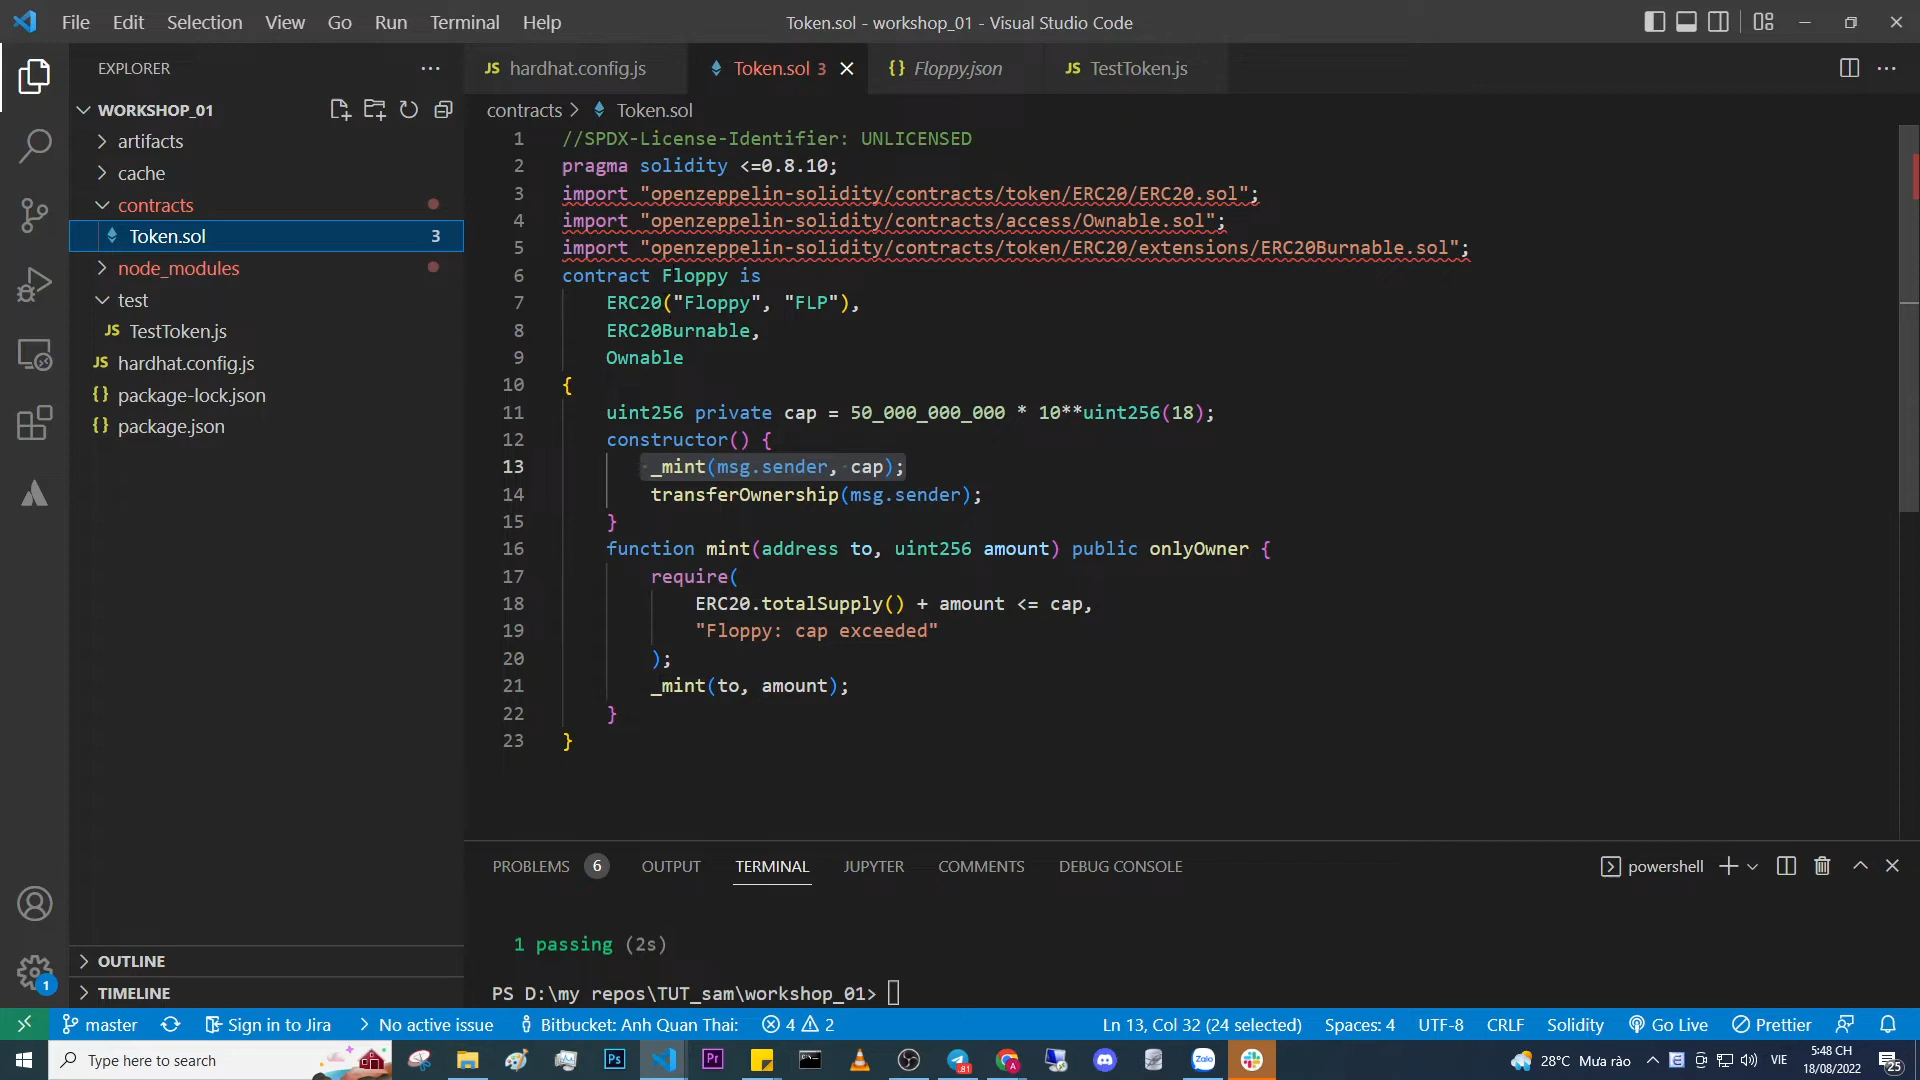 File Edit Selection View Go Run Terminal Help
Token.sol - workshop_01 - Visual Studio Code
EXPLORER
WORKSHOP_01
artifacts
cache
contracts
Token.sol 3
node_modules
test
JS TestToken.js
JS hardhat.config.js
{} package-lock.json
{} package.json
OUTLINE
TIMELINE
1
JS hardhat.config.js
Token.sol 3
{} Floppy.json
JS TestToken.js
contracts > Token.sol
1 //SPDX-License-Identifier: UNLICENSED
2 pragma solidity <=0.8.10;
3 import "openzeppelin-solidity/contracts/token/ERC20/ERC20.sol";
4 import "openzeppelin-solidity/contracts/access/Ownable.sol";
5 import "openzeppelin-solidity/contracts/token/ERC20/extensions/ERC20Burnable.sol";
6 contract Floppy is
7 ERC20("Floppy", "FLP"),
8 ERC20Burnable,
9 Ownable
10 {
11 uint256 private cap = 50_000_000_000 * 10**uint256(18);
12 constructor() {
13 _mint(msg.sender, cap);
14 transferOwnership(msg.sender);
15 }
16 function mint(address to, uint256 amount) public onlyOwner {
17 require(
18 ERC20.totalSupply() + amount <= cap,
19 "Floppy: cap exceeded"
20 );
21 _mint(to, amount);
22 }
23 }
PROBLEMS 6 OUTPUT TERMINAL JUPYTER COMMENTS DEBUG CONSOLE
powershell
1 passing (2s)
PS D:\my repos\TUT_sam\workshop_01>
master Sign in to Jira No active issue Bitbucket: Anh Quan Thai: 4 2
Ln 13, Col 32 (24 selected) Spaces: 4 UTF-8 CRLF Solidity Go Live Prettier
Type here to search
Ps
Pr
81
A
Zalo
28°C Mưa rào
E
VIE
5:48 CH
18/08/2022
25